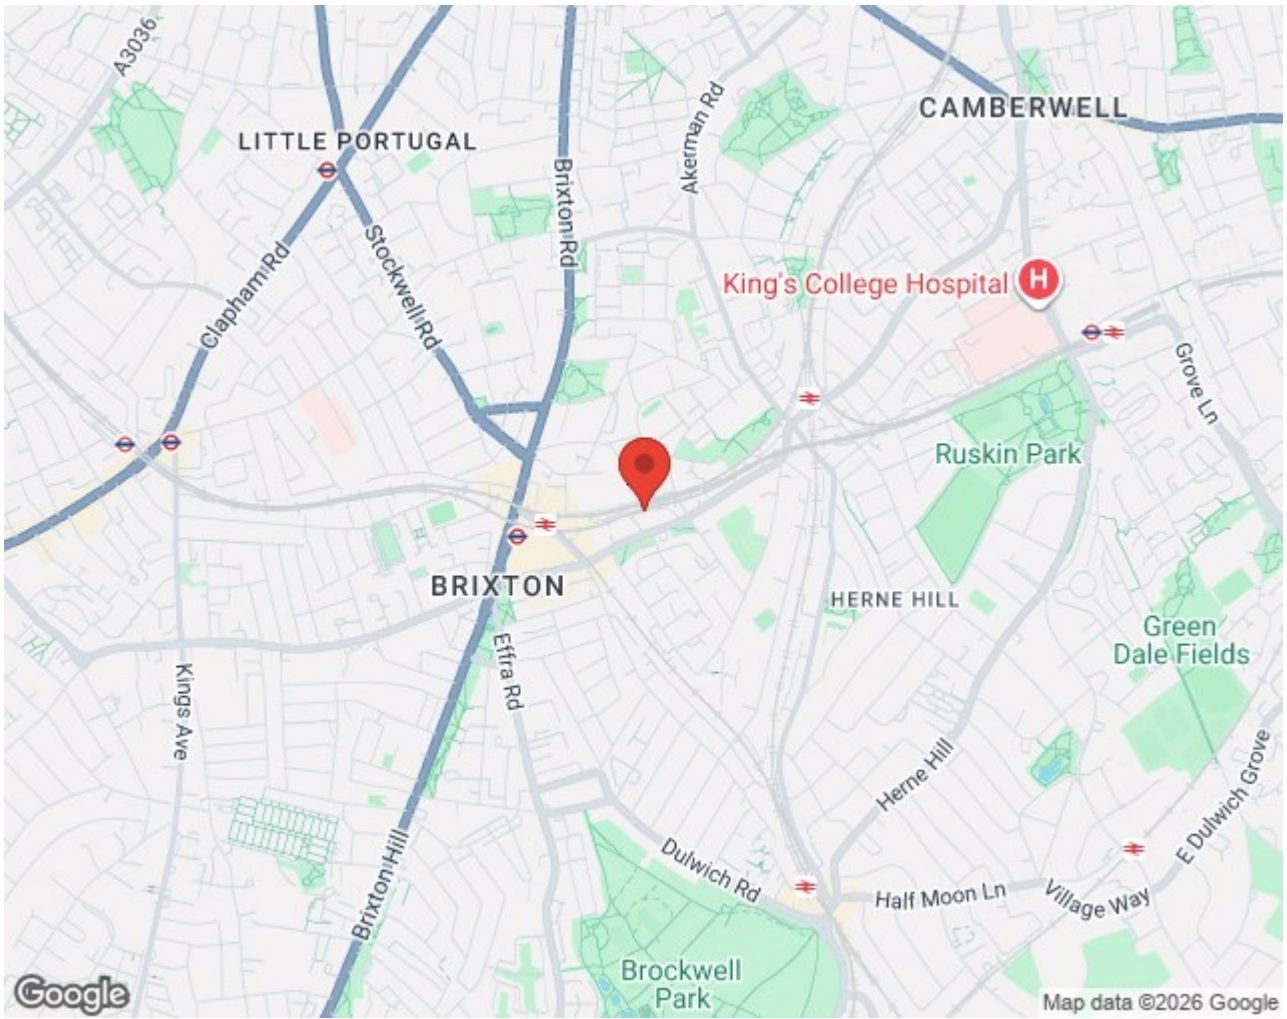 A3036
LITTLE PORTUGAL
Akerman Rd
CAMBERWELL
Brixton Rd
Stockwell Rd
Clapham Rd
King's College Hospital
H
Grove Ln
Ruskin Park
BRIXTON
HERNE HILL
Effra Rd
Kings Ave
Green
Dale Fields
Herne Hill
E Dulwich Grove
Brixton Hill
Dulwich Rd
Half Moon Ln
Village Way
Brockwell
Park
Google
Map data ©2026 Google